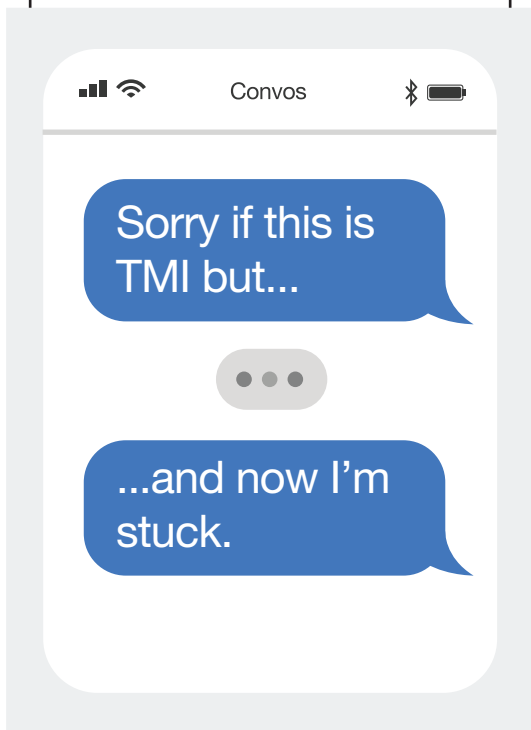 Convos
Sorry if this is
TMI but...
...and now I’m
stuck.